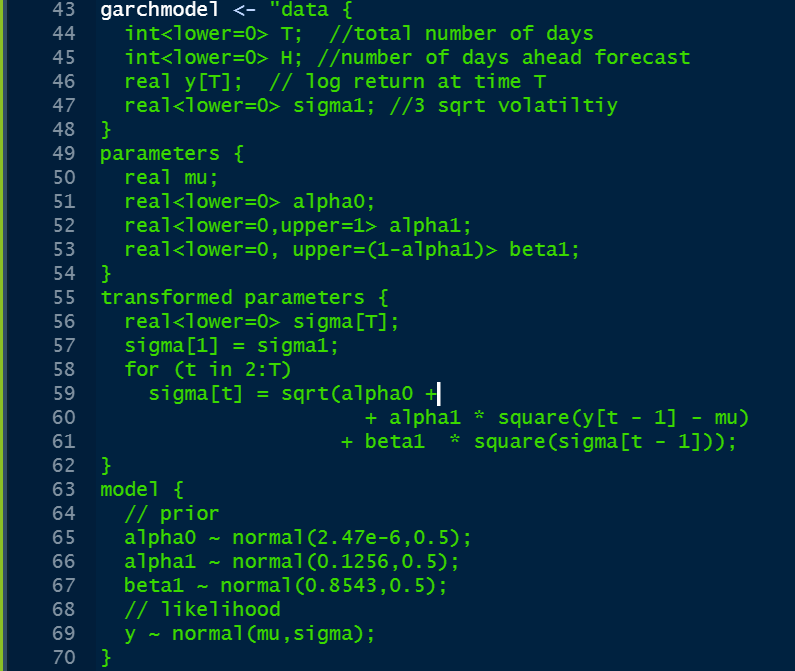 43 garchmodel <- "data {
44   int<lower=0> T;  //total number of days
45   int<lower=0> H; //number of days ahead forecast
46   real y[T];  // log return at time T
47   real<lower=0> sigma1; //3 sqrt volatiltiy
48 }
49 parameters {
50   real mu;
51   real<lower=0> alpha0;
52   real<lower=0,upper=1> alpha1;
53   real<lower=0, upper=(1-alpha1)> beta1;
54 }
55 transformed parameters {
56   real<lower=0> sigma[T];
57   sigma[1] = sigma1;
58   for (t in 2:T)
59     sigma[t] = sqrt(alpha0 +
60                      + alpha1 * square(y[t - 1] - mu)
61                    + beta1  * square(sigma[t - 1]));
62 }
63 model {
64   // prior
65   alpha0 ~ normal(2.47e-6,0.5);
66   alpha1 ~ normal(0.1256,0.5);
67   beta1 ~ normal(0.8543,0.5);
68   // likelihood
69   y ~ normal(mu,sigma);
70 }